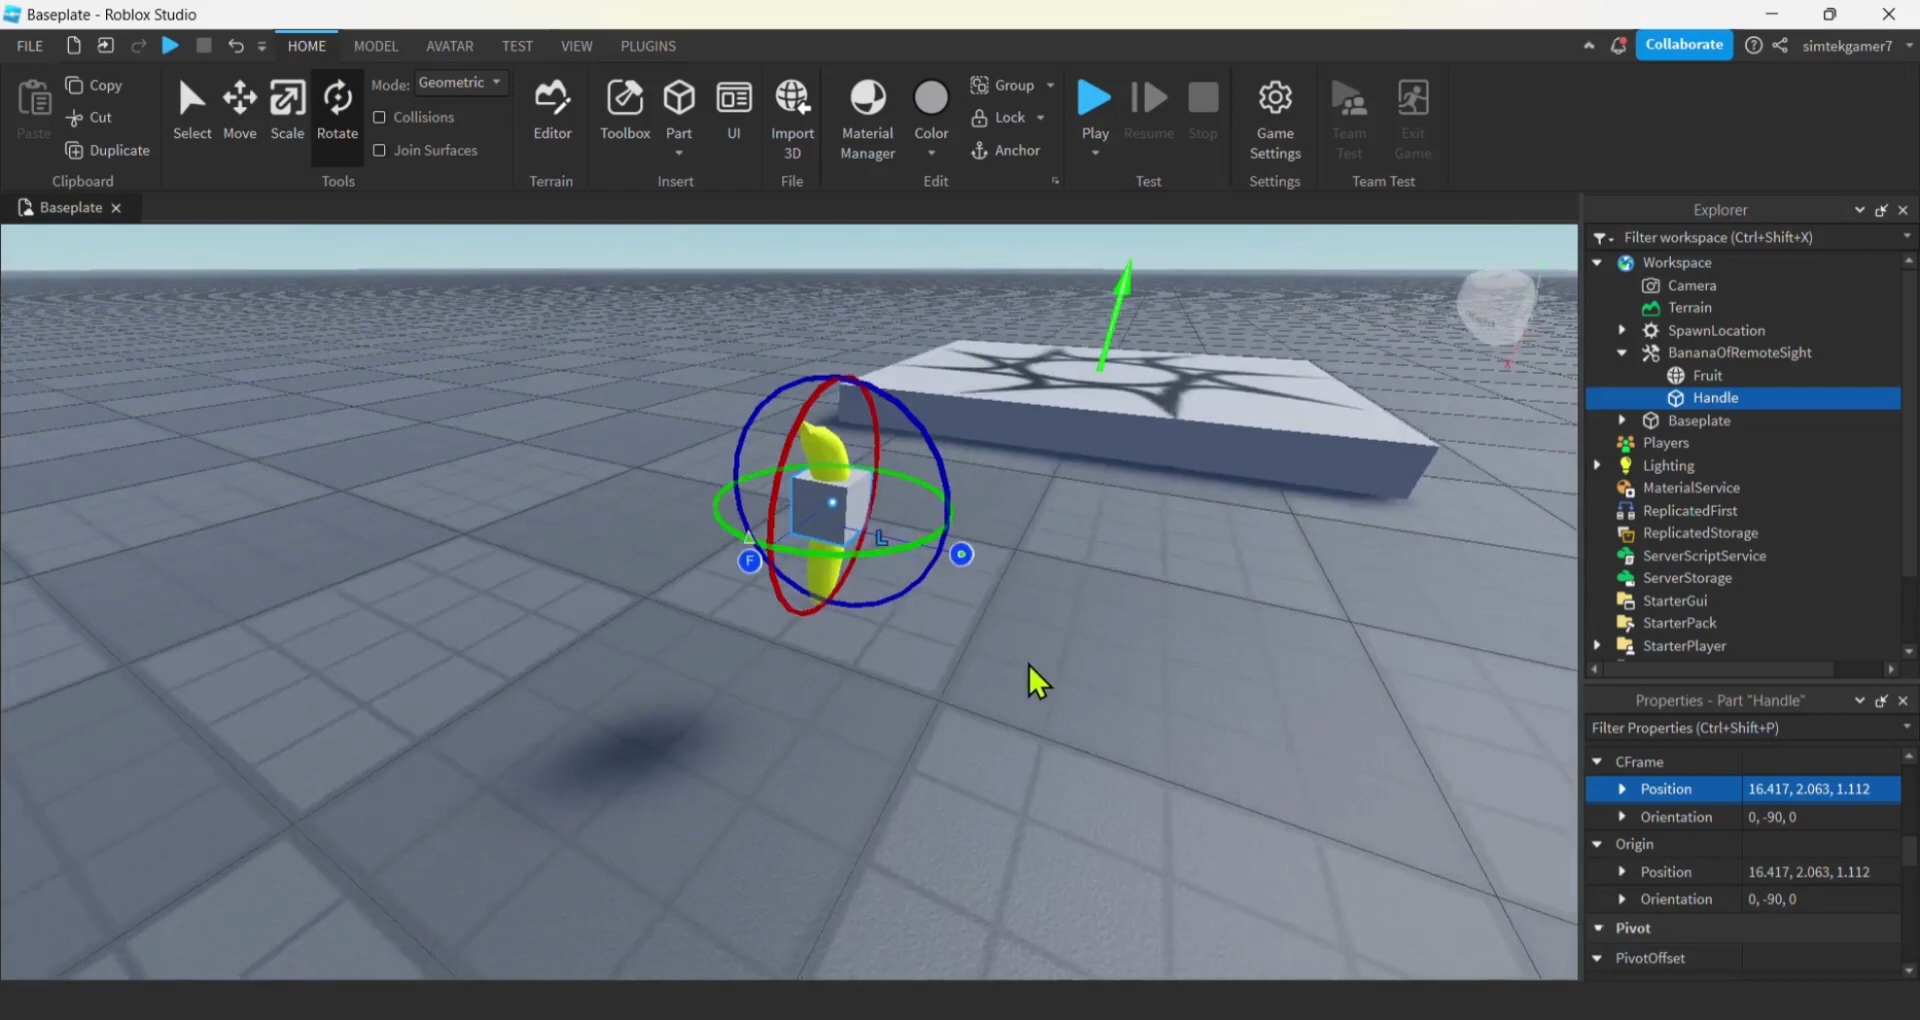 Baseplate - Roblox Studio
FILE
HOME
MODEL
AVATAR
TEST
VIEW
PLUGINS
Collaborate
simtekgamer7
Paste
Copy
Cut
Duplicate
Clipboard
Select
Move
Scale
Rotate
Mode: Geometric
Collisions
Join Surfaces
Tools
Editor
Terrain
Toolbox
Part
UI
Insert
Import
3D
File
Material
Manager
Color
Group
Lock
Anchor
Edit
Play
Resume
Stop
Test
Game
Settings
Settings
Team
Test
Exit
Game
Team Test
Baseplate
L
F
Explorer
Filter workspace (Ctrl+Shift+X)
Workspace
Camera
Terrain
SpawnLocation
BananaOfRemoteSight
Fruit
Handle
Baseplate
Players
Lighting
MaterialService
ReplicatedFirst
ReplicatedStorage
ServerScriptService
ServerStorage
StarterGui
StarterPack
StarterPlayer
Properties - Part "Handle"
Filter Properties (Ctrl+Shift+P)
CFrame
Position 16.417, 2.063, 1.112
Orientation 0, -90, 0
Origin
Position 16.417, 2.063, 1.112
Orientation 0, -90, 0
Pivot
PivotOffset